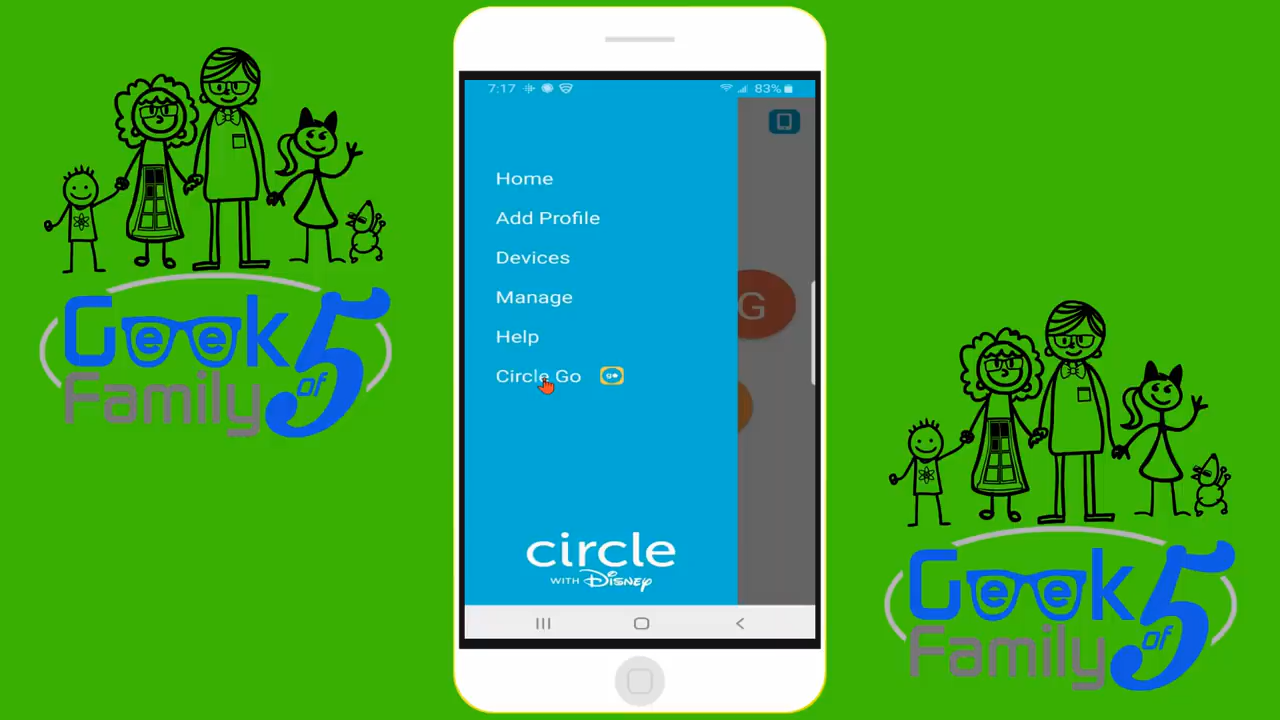 7:17
83%
Home
Add Profile
Devices
Manage
Help
Circle Go
G
circle
WITH Disney
Geek
Family
of 5
Geek
Family
of 5